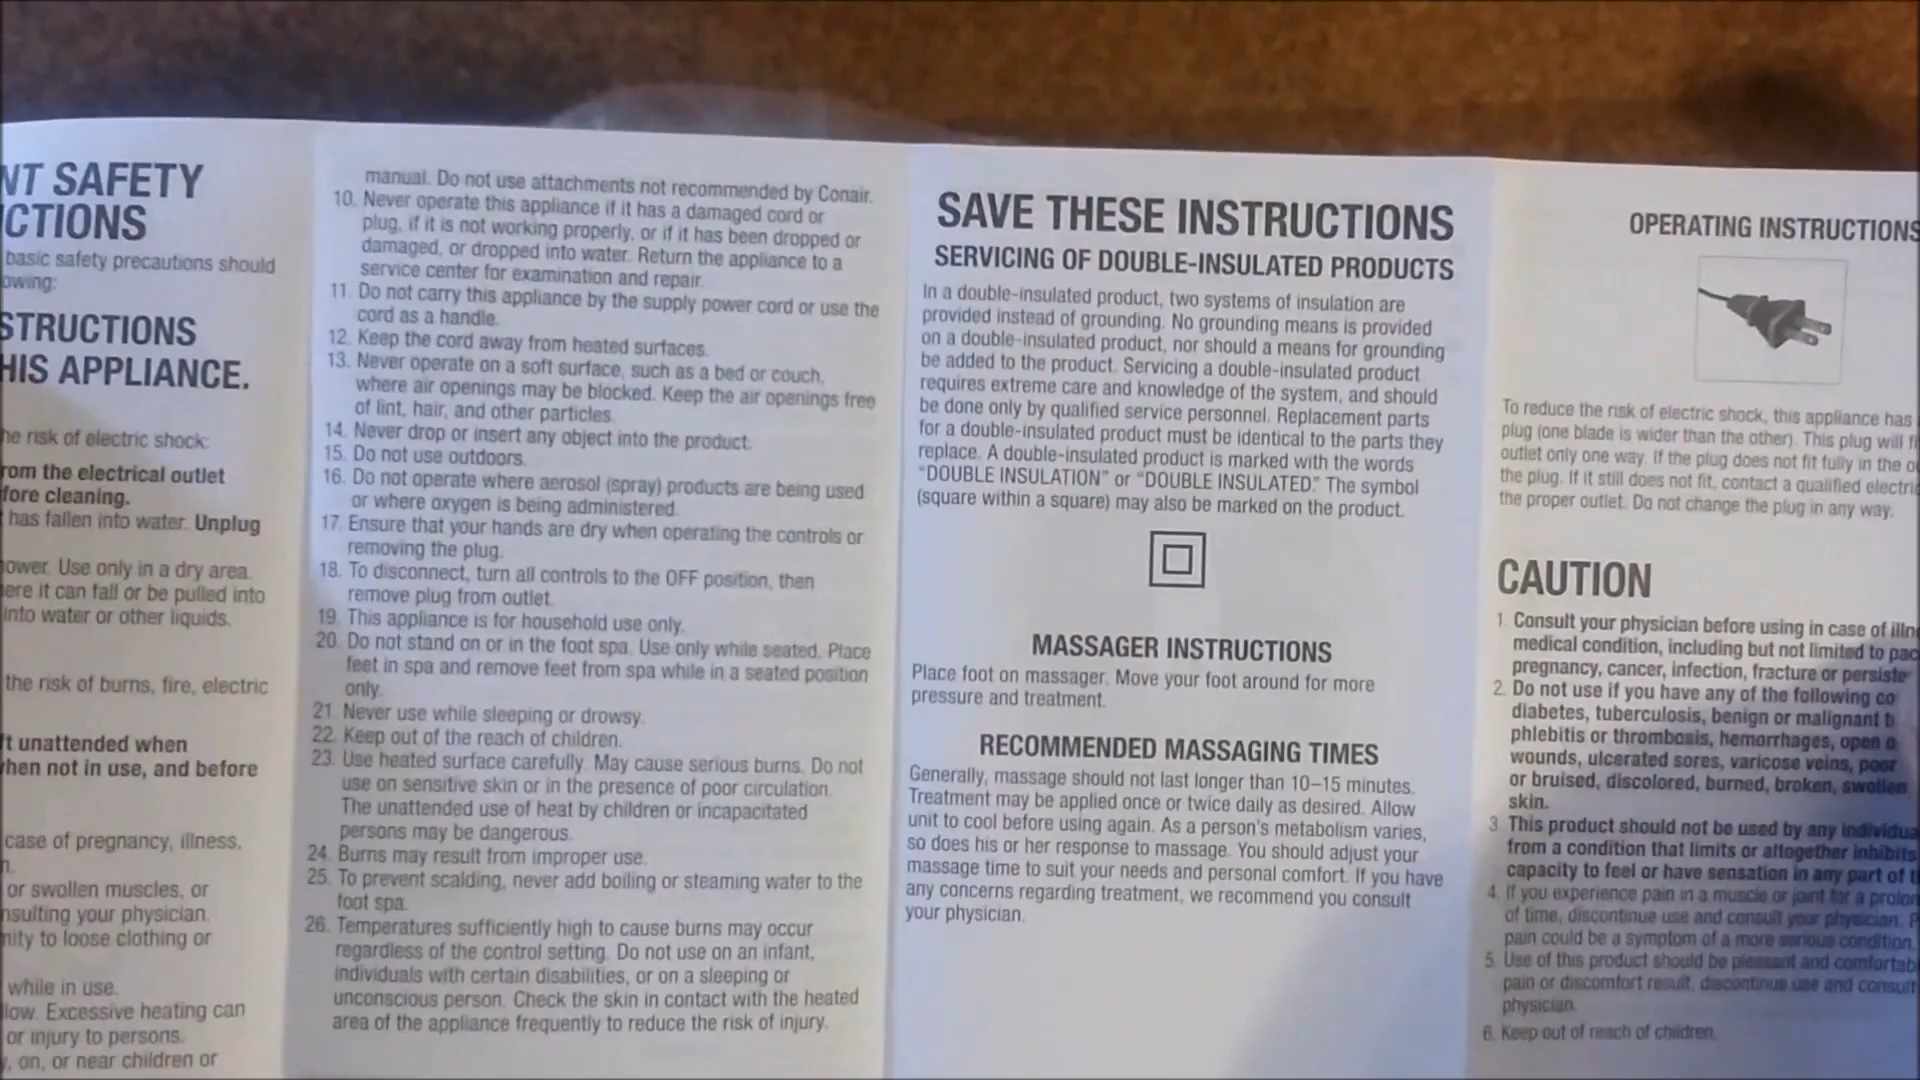 NT SAFETY
CTIONS
basic safety precautions should
owing:
STRUCTIONS
HIS APPLIANCE.
he risk of electric shock:
rom the electrical outlet
fore cleaning.
has fallen into water. Unplug
ower. Use only in a dry area.
ere it can fall or be pulled into
into water or other liquids.
the risk of burns, fire, electric
ft unattended when
hen not in use, and before
case of pregnancy, illness,
n.
or swollen muscles, or
nsulting your physician.
mity to loose clothing or
while in use.
low. Excessive heating can
or injury to persons.
, on, or near children or
manual. Do not use attachments not recommended by Conair.
10. Never operate this appliance if it has a damaged cord or
plug, if it is not working properly, or if it has been dropped or
damaged, or dropped into water. Return the appliance to a
service center for examination and repair.
11. Do not carry this appliance by the supply power cord or use the
cord as a handle.
12. Keep the cord away from heated surfaces.
13. Never operate on a soft surface, such as a bed or couch,
where air openings may be blocked. Keep the air openings free
of lint, hair, and other particles.
14. Never drop or insert any object into the product.
15. Do not use outdoors.
16. Do not operate where aerosol (spray) products are being used
or where oxygen is being administered.
17. Ensure that your hands are dry when operating the controls or
removing the plug.
18. To disconnect, turn all controls to the OFF position, then
remove plug from outlet.
19. This appliance is for household use only.
20. Do not stand on or in the foot spa. Use only while seated. Place
feet in spa and remove feet from spa while in a seated position
only.
21. Never use while sleeping or drowsy.
22. Keep out of the reach of children.
23. Use heated surface carefully. May cause serious burns. Do not
use on sensitive skin or in the presence of poor circulation.
The unattended use of heat by children or incapacitated
persons may be dangerous.
24. Burns may result from improper use.
25. To prevent scalding, never add boiling or steaming water to the
foot spa.
26. Temperatures sufficiently high to cause burns may occur
regardless of the control setting. Do not use on an infant,
individuals with certain disabilities, or on a sleeping or
unconscious person. Check the skin in contact with the heated
area of the appliance frequently to reduce the risk of injury.
SAVE THESE INSTRUCTIONS
SERVICING OF DOUBLE-INSULATED PRODUCTS
In a double-insulated product, two systems of insulation are
provided instead of grounding. No grounding means is provided
on a double-insulated product, nor should a means for grounding
be added to the product. Servicing a double-insulated product
requires extreme care and knowledge of the system, and should
be done only by qualified service personnel. Replacement parts
for a double-insulated product must be identical to the parts they
replace. A double-insulated product is marked with the words
“DOUBLE INSULATION” or “DOUBLE INSULATED.” The symbol
(square within a square) may also be marked on the product.
MASSAGER INSTRUCTIONS
Place foot on massager. Move your foot around for more
pressure and treatment.
RECOMMENDED MASSAGING TIMES
Generally, massage should not last longer than 10–15 minutes.
Treatment may be applied once or twice daily as desired. Allow
unit to cool before using again. As a person's metabolism varies,
so does his or her response to massage. You should adjust your
massage time to suit your needs and personal comfort. If you have
any concerns regarding treatment, we recommend you consult
your physician.
OPERATING INSTRUCTIONS
To reduce the risk of electric shock, this appliance has
plug (one blade is wider than the other). This plug will f
outlet only one way. If the plug does not fit fully in the o
the plug. If it still does not fit, contact a qualified electric
the proper outlet. Do not change the plug in any way.
CAUTION
1. Consult your physician before using in case of illn
medical condition, including but not limited to pac
pregnancy, cancer, infection, fracture or persiste
2. Do not use if you have any of the following co
diabetes, tuberculosis, benign or malignant t
phlebitis or thrombosis, hemorrhages, open o
wounds, ulcerated sores, varicose veins, poor
or bruised, discolored, burned, broken, swollen
skin.
3 This product should not be used by any individua
from a condition that limits or altogether inhibits
capacity to feel or have sensation in any part of t
4. If you experience pain in a muscle or joint for a prolon
of time, discontinue use and consult your physician. P
pain could be a symptom of a more serious condition.
5. Use of this product should be pleasant and comfortab
pain or discomfort result, discontinue use and consult
physician.
6. Keep out of reach of children.